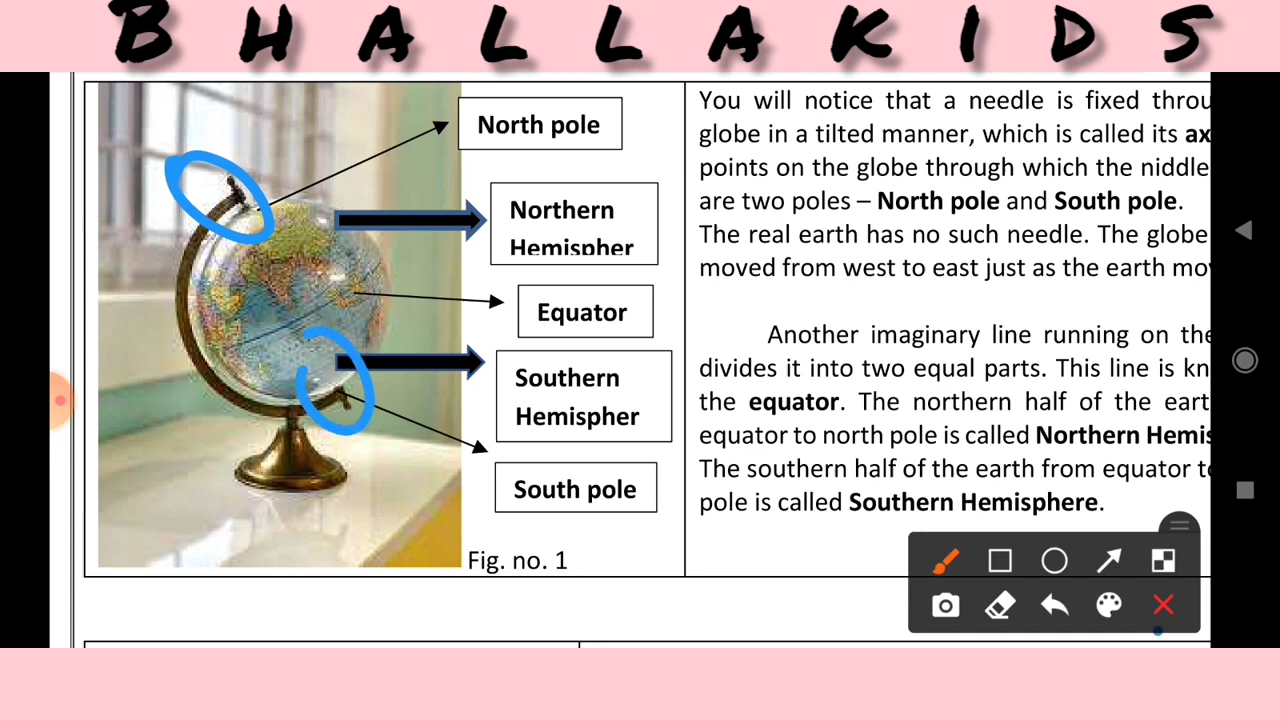 BHALLAKIDS
North pole
Northern
Hemispher
Equator
Southern
Hemispher
South pole
Fig. no. 1
You will notice that a needle is fixed throu
globe in a tilted manner, which is called its ax
points on the globe through which the niddle
are two poles – North pole and South pole.
The real earth has no such needle. The globe
moved from west to east just as the earth mo
Another imaginary line running on the
divides it into two equal parts. This line is kn
the equator. The northern half of the eart
equator to north pole is called Northern Hemis
The southern half of the earth from equator to
pole is called Southern Hemisphere.